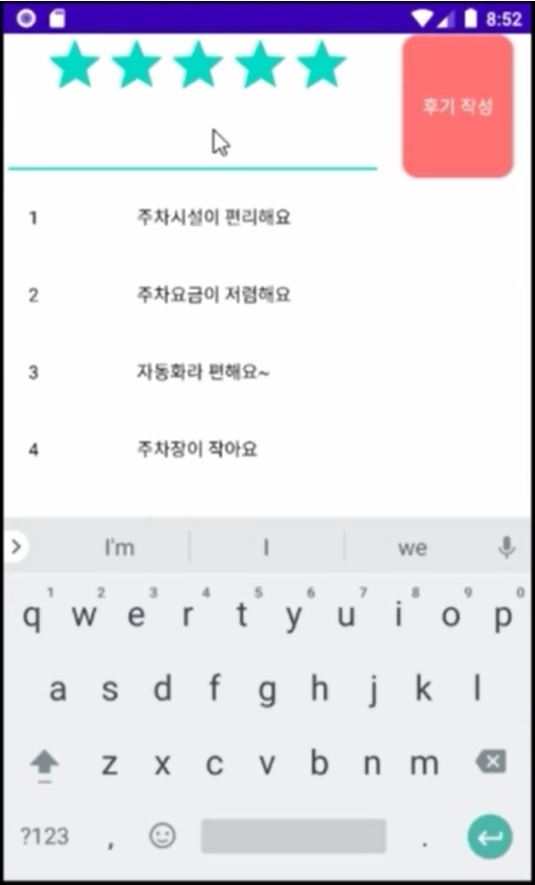 8:52
후기 작성
1 주차시설이 편리해요
2 주차요금이 저렴해요
3 자동화라 편해요~
4 주차장이 작아요
I'm I we
1 2 3 4 5 6 7 8 9 0
q w e r t y u i o p
a s d f g h j k l
z x c v b n m
?123 , .